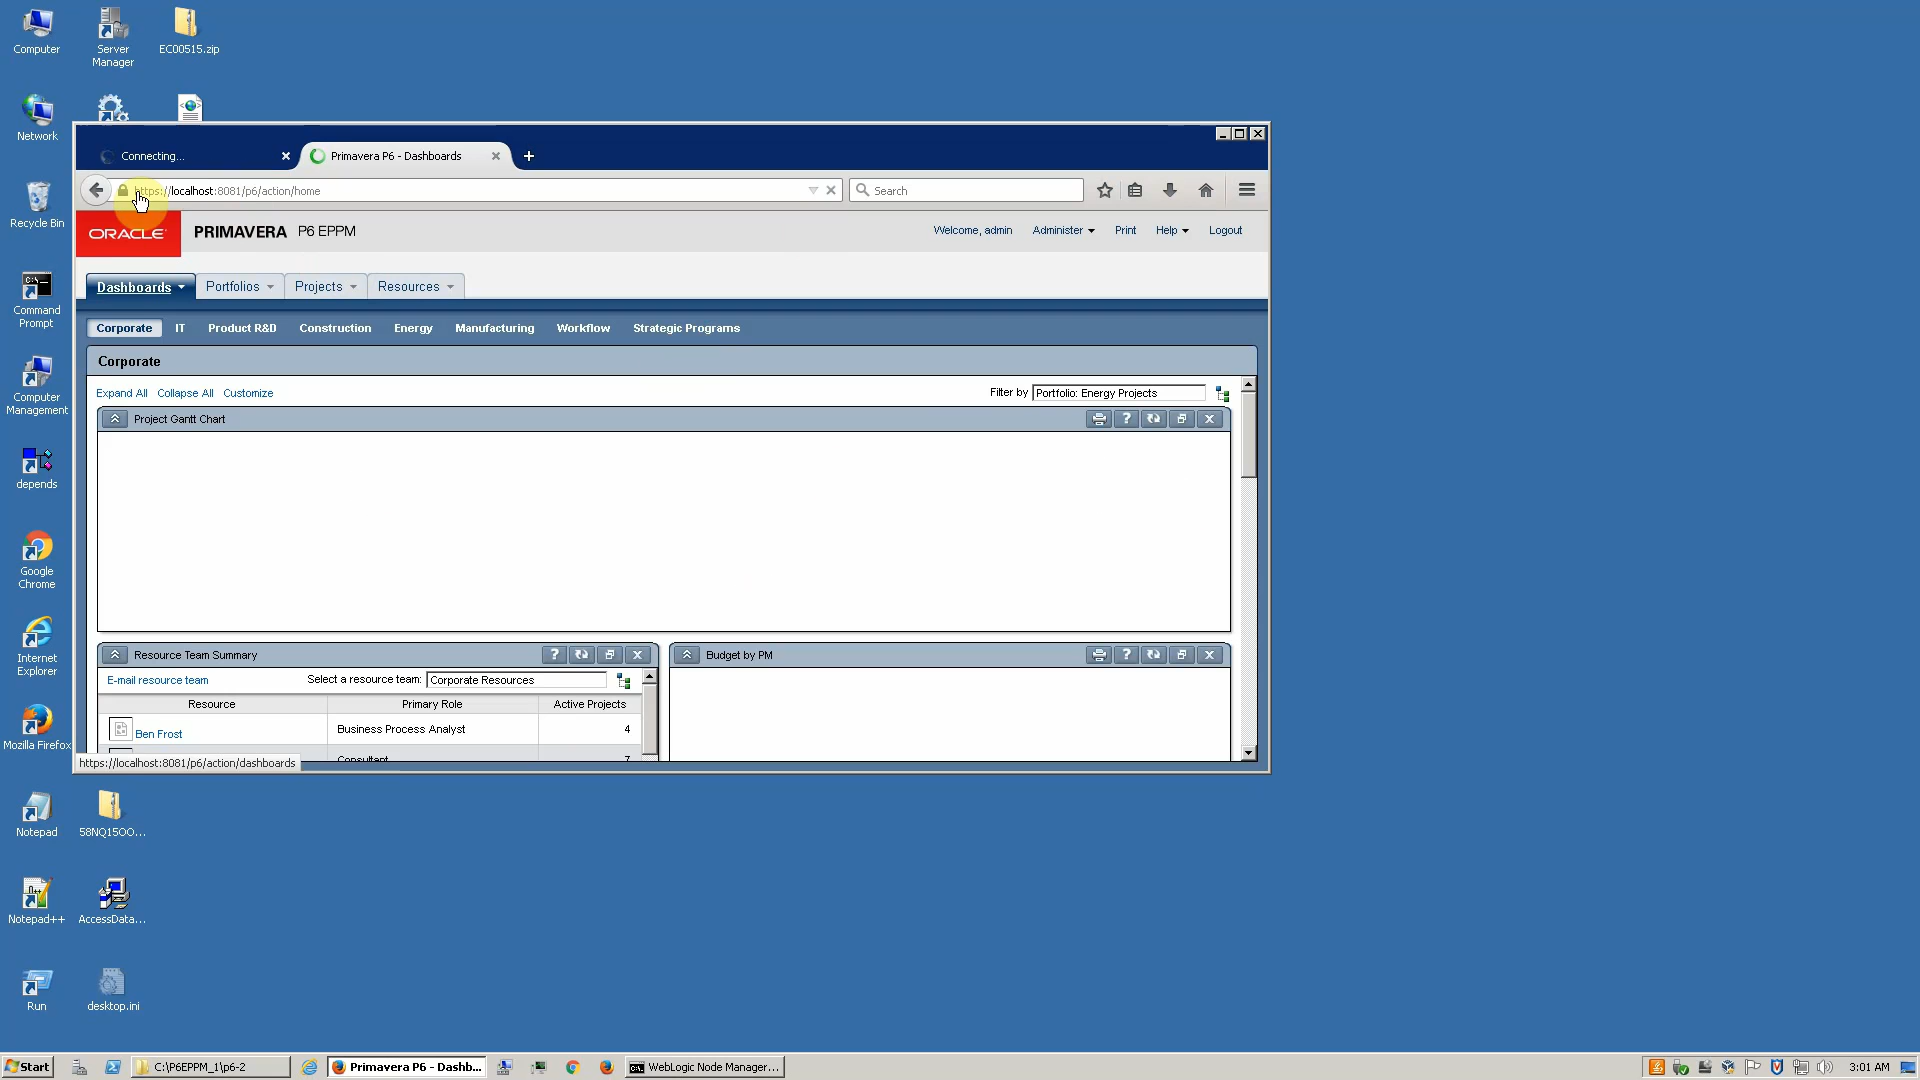 Computer
Server
Manager
EC00515.zip
Network
Recycle Bin
Command
Prompt
Computer
Management
depends
Google
Chrome
Internet
Explorer
Mozilla Firefox
Notepad
58NQ15OO...
Notepad++
AccessData...
Run
desktop.ini
Connecting...
Primavera P6 - Dashboards
https://localhost:8081/p6/action/home
Search
ORACLE
PRIMAVERA P6 EPPM
Welcome, admin
Administer
Print
Help
Logout
Dashboards
Portfolios
Projects
Resources
Corporate
IT
Product R&D
Construction
Energy
Manufacturing
Workflow
Strategic Programs
Corporate
Expand All
Collapse All
Customize
Filter by
Portfolio: Energy Projects
Project Gantt Chart
Resource Team Summary
E-mail resource team
Select a resource team:
Corporate Resources
Resource
Primary Role
Active Projects
Ben Frost
Business Process Analyst
4
Consultant
7
Budget by PM
https://localhost:8081/p6/action/dashboards
Start
C:\P6EPPM_1\p6-2
Primavera P6 - Dashb...
WebLogic Node Manager...
3:01 AM